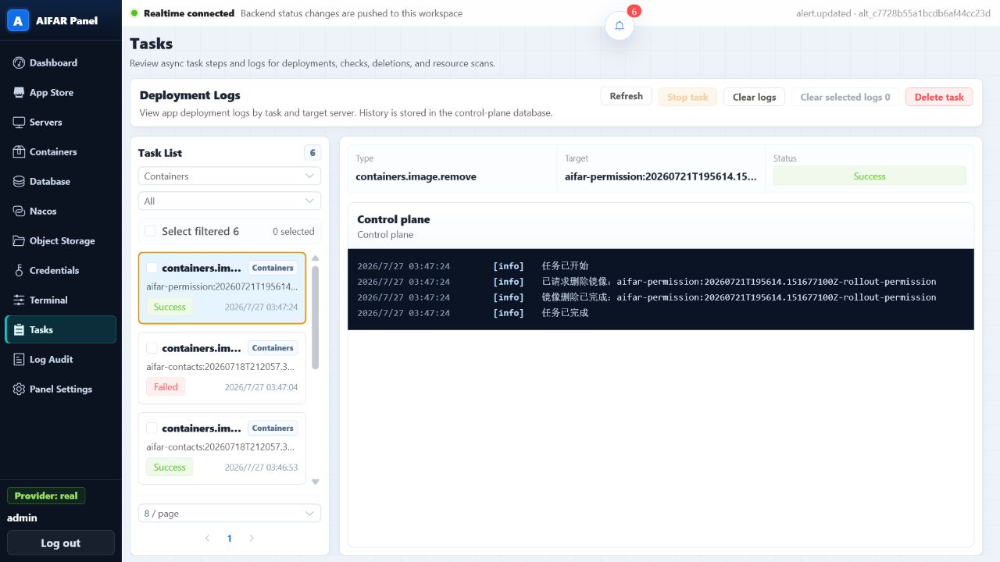 A AIFAR Panel
Dashboard
App Store
Servers
Containers
Database
Nacos
Object Storage
Credentials
Terminal
Tasks
Log Audit
Panel Settings
Provider: real
admin
Log out
Realtime connected Backend status changes are pushed to this workspace
6
alert.updated · alt_c7728b55a1bcdb6af44cc23d
Tasks
Review async task steps and logs for deployments, checks, deletions, and resource scans.
Deployment Logs
View app deployment logs by task and target server. History is stored in the control-plane database.
Refresh Stop task Clear logs Clear selected logs 0 Delete task
Task List 6
Containers
All
Select filtered 6 0 selected
containers.im... Containers
aifar-permission:20260721T195614...
Success 2026/7/27 03:47:24
containers.im... Containers
aifar-contacts:20260718T212057.3...
Failed 2026/7/27 03:47:04
containers.im... Containers
aifar-contacts:20260718T212057.3...
Success 2026/7/27 03:46:53
8 / page
1
Type
containers.image.remove
Target
aifar-permission:20260721T195614.15...
Status
Success
Control plane
Control plane
2026/7/27 03:47:24 [info] 任务已开始
2026/7/27 03:47:24 [info] 已请求删除镜像: aifar-permission:20260721T195614.151677100Z-rollout-permission
2026/7/27 03:47:24 [info] 镜像删除已完成: aifar-permission:20260721T195614.151677100Z-rollout-permission
2026/7/27 03:47:24 [info] 任务已完成